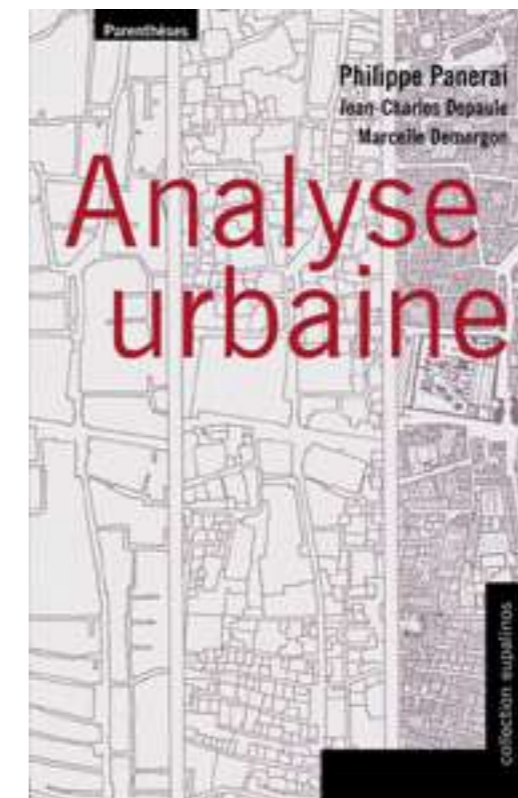 Parenthèses
Philippe Panerai
Jean-Charles Depaule
Marcelle Demorgon
Analyse
urbaine
collection eupalinos